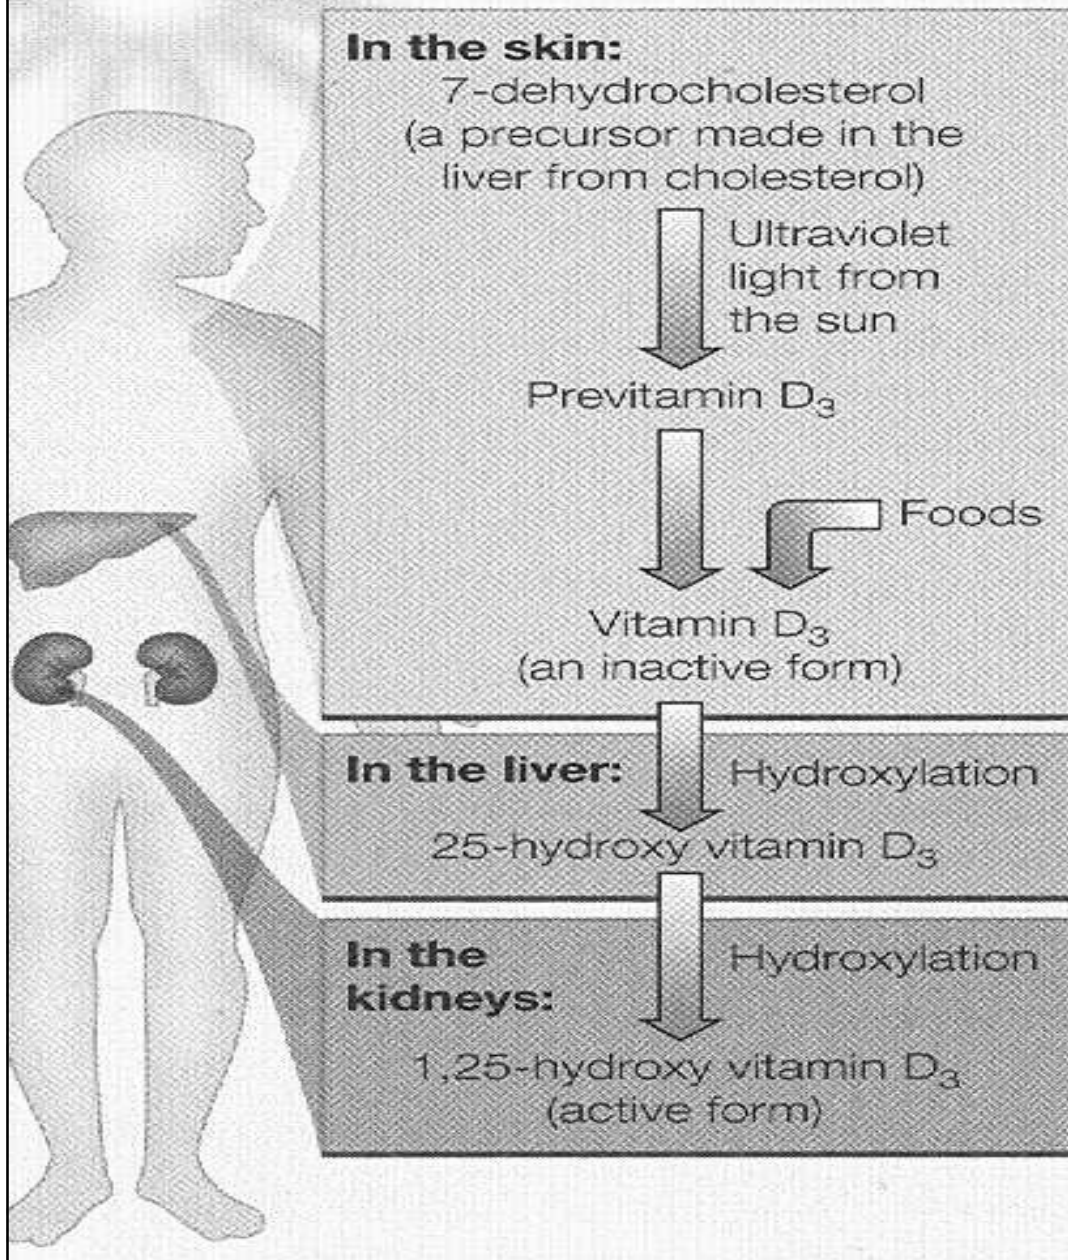 In the skin:
7-dehydrocholesterol
(a precursor made in the
liver from cholesterol)
Ultraviolet
light from
the sun
Previtamin D₃
Foods
Vitamin D₃
(an inactive form)
In the liver:
Hydroxylation
25-hydroxy vitamin D₃
In the
kidneys:
Hydroxylation
1,25-hydroxy vitamin D₃
(active form)